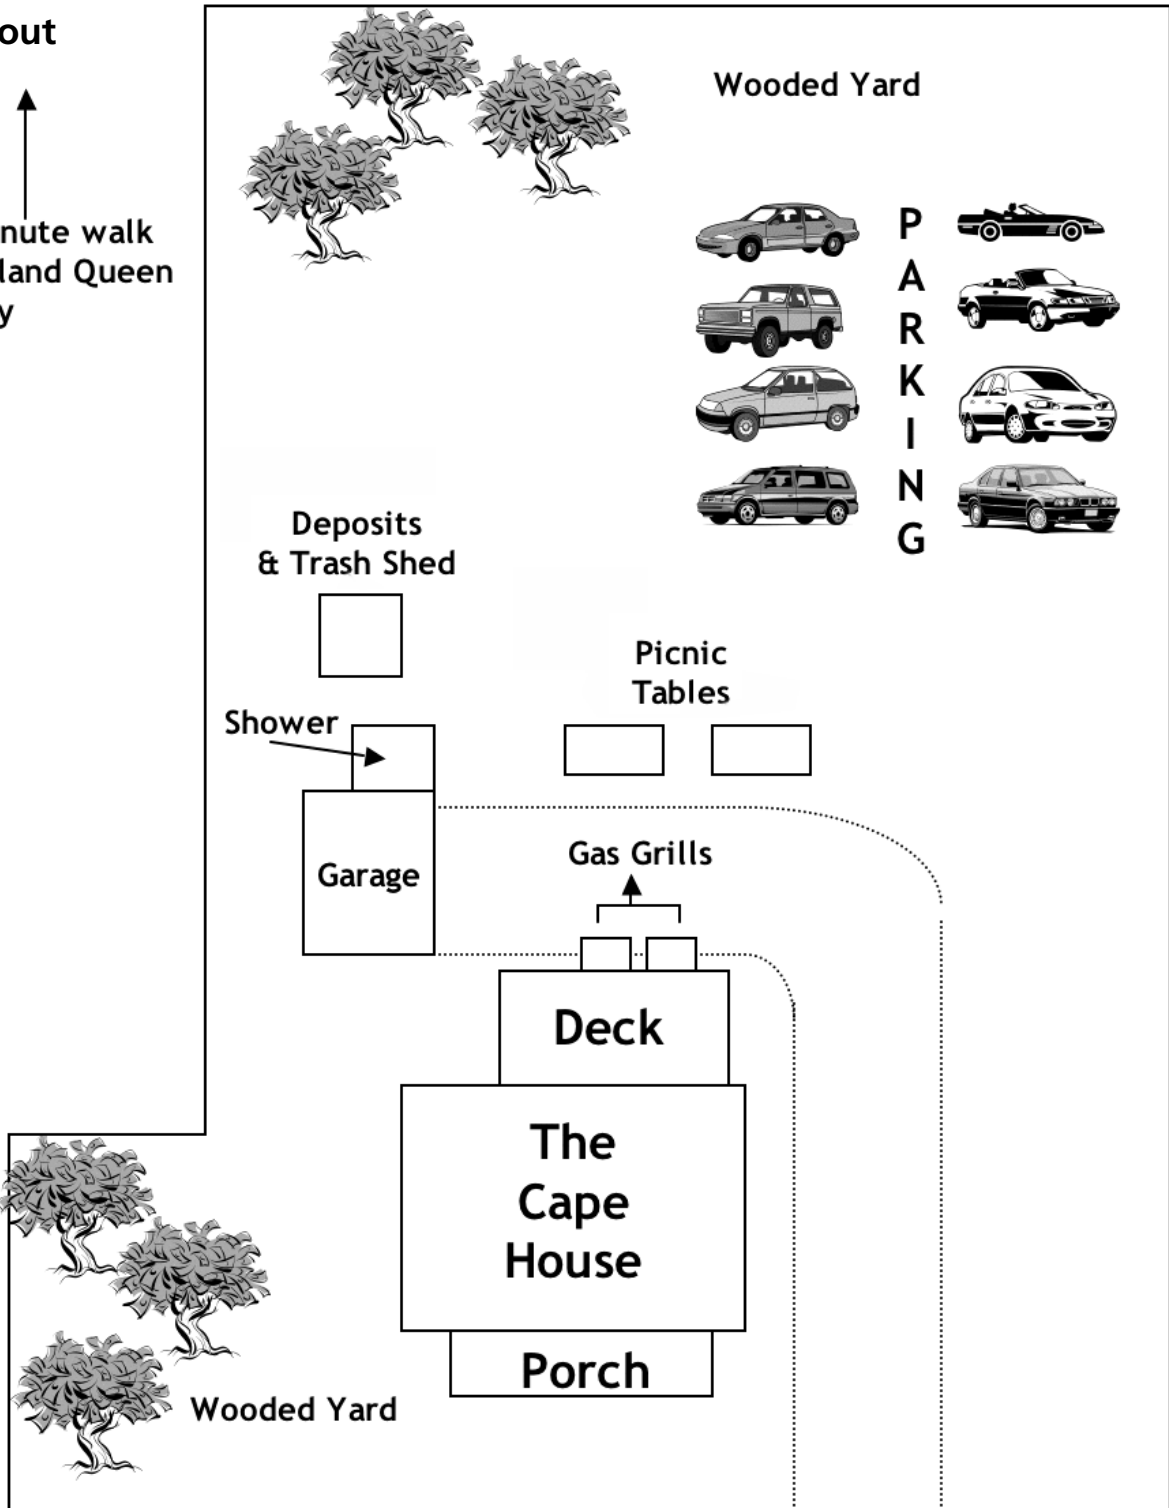 out
nute walk
land Queen
y
Wooded Yard
P
A
R
K
I
N
G
Deposits
& Trash Shed
Picnic
Tables
Shower
Garage
Gas Grills
Deck
The
Cape
House
Porch
Wooded Yard